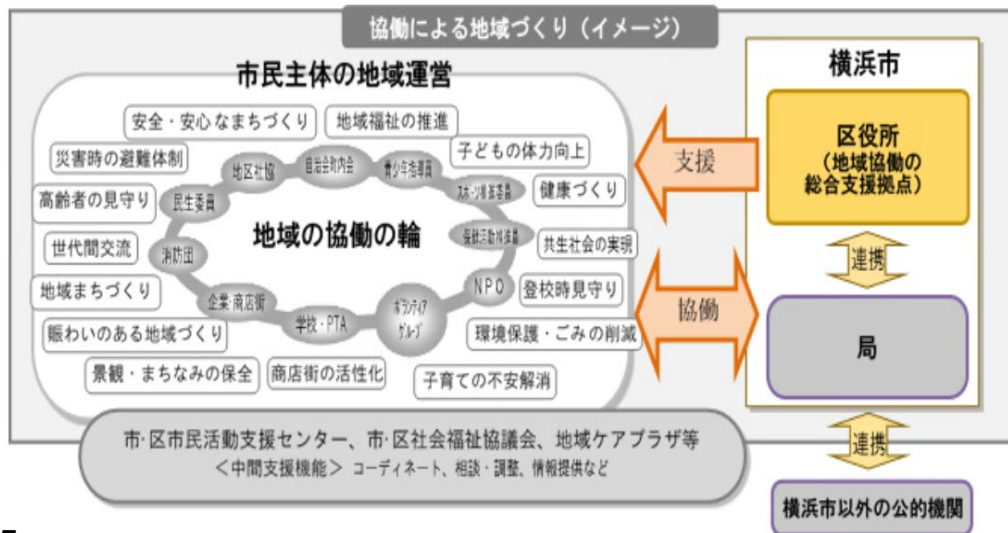 協働による地域づくり（イメージ）
市民主体の地域運営
安全・安心なまちづくり
地域福祉の推進
災害時の避難体制
子どもの体力向上
高齢者の見守り
健康づくり
世代間交流
共生社会の実現
地域まちづくり
登校時見守り
賑わいのある地域づくり
環境保護・ごみの削減
景観・まちなみの保全
商店街の活性化
子育ての不安解消
地区社協
自治会町内会
青少年指導員
スポーツ推進委員
民生委員
保健活動推進員
消防団
NPO
企業・商店街
学校・PTA
ボランティア
グループ
地域の協働の輪
支援
協働
横浜市
区役所
（地域協働の
総合支援拠点）
連携
局
連携
横浜市以外の公的機関
市・区市民活動支援センター、市・区社会福祉協議会、地域ケアプラザ等
＜中間支援機能＞ コーディネート、相談・調整、情報提供など